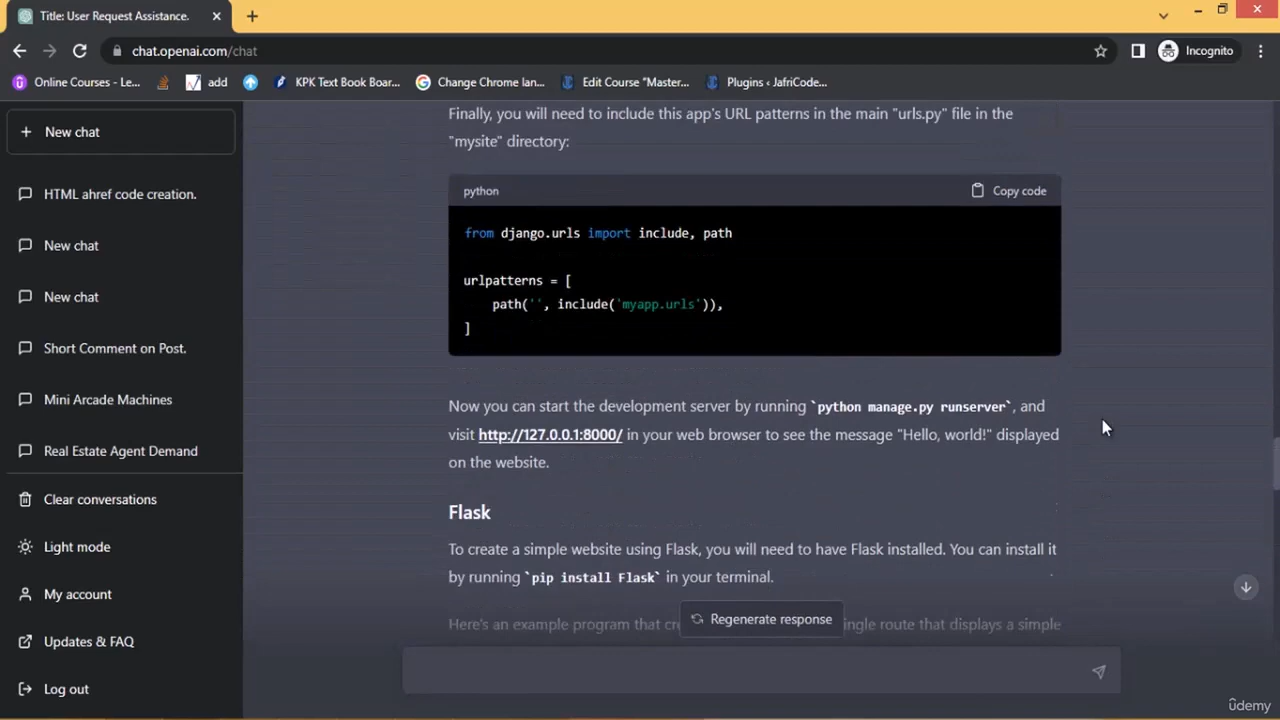 Title: User Request Assistance.
chat.openai.com/chat
Incognito
Online Courses - Le...
add
KPK Text Book Boar...
Change Chrome lan...
Edit Course "Master...
Plugins ‹ JafriCode...
New chat
HTML ahref code creation.
New chat
New chat
Short Comment on Post.
Mini Arcade Machines
Real Estate Agent Demand
Clear conversations
Light mode
My account
Updates & FAQ
Log out
Finally, you will need to include this app's URL patterns in the main "urls.py" file in the
"mysite" directory:
python
Copy code
from django.urls import include, path
urlpatterns = [
path('', include('myapp.urls')),
]
Now you can start the development server by running `python manage.py runserver`, and
visit http://127.0.0.1:8000/ in your web browser to see the message "Hello, world!" displayed
on the website.
Flask
To create a simple website using Flask, you will need to have Flask installed. You can install it
by running `pip install Flask` in your terminal.
Here's an example program that cre ingle route that displays a simple
Regenerate response
ûdemy